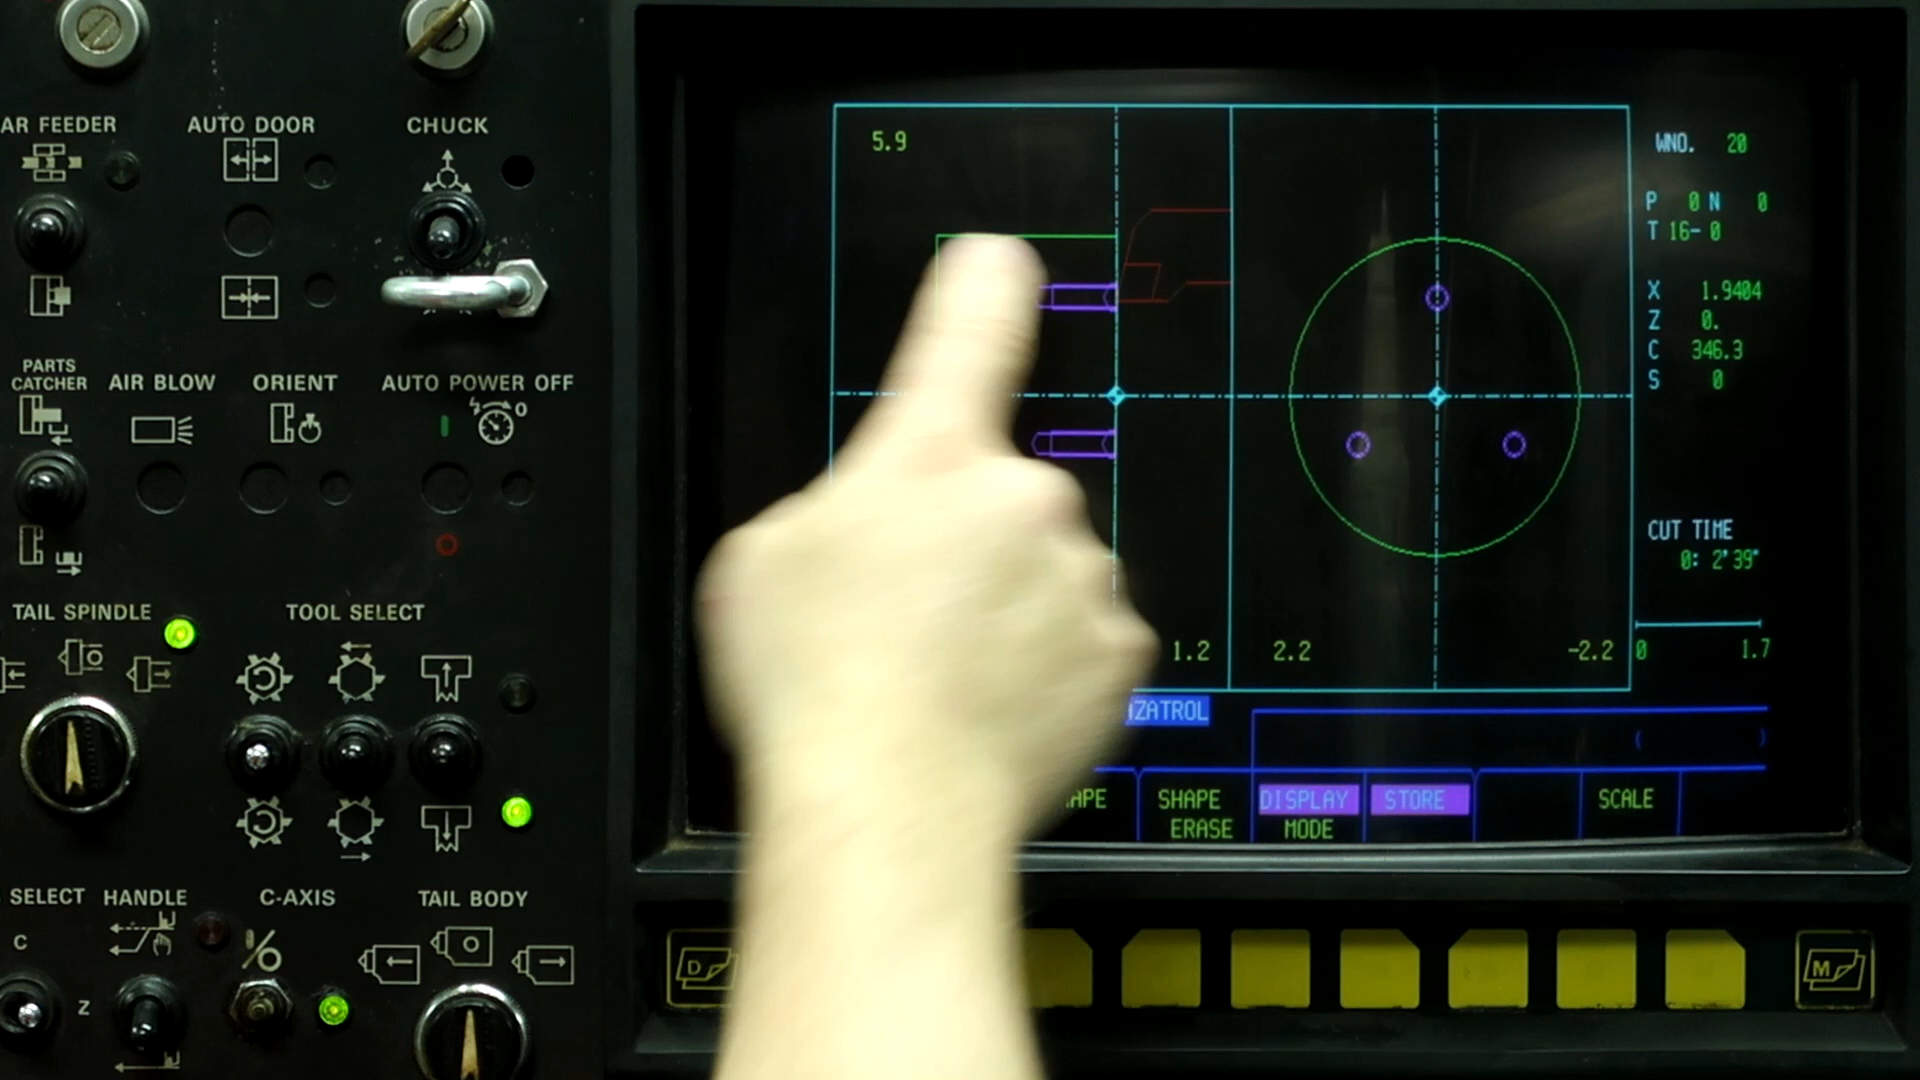 AR FEEDER
AUTO DOOR
CHUCK
PARTS
CATCHER
AIR BLOW
ORIENT
AUTO POWER OFF
TAIL SPINDLE
TOOL SELECT
SELECT
HANDLE
C-AXIS
TAIL BODY
C
Z
5.9
1.2
2.2
-2.2
WNO. 20
P 0 N 0
T 16- 0
X 1.9404
Z 0.
C 346.3
S 0
CUT TIME
0: 2'39"
0 1.7
AZATROL
( )
APE
SHAPE
ERASE
DISPLAY
MODE
STORE
SCALE
D
M